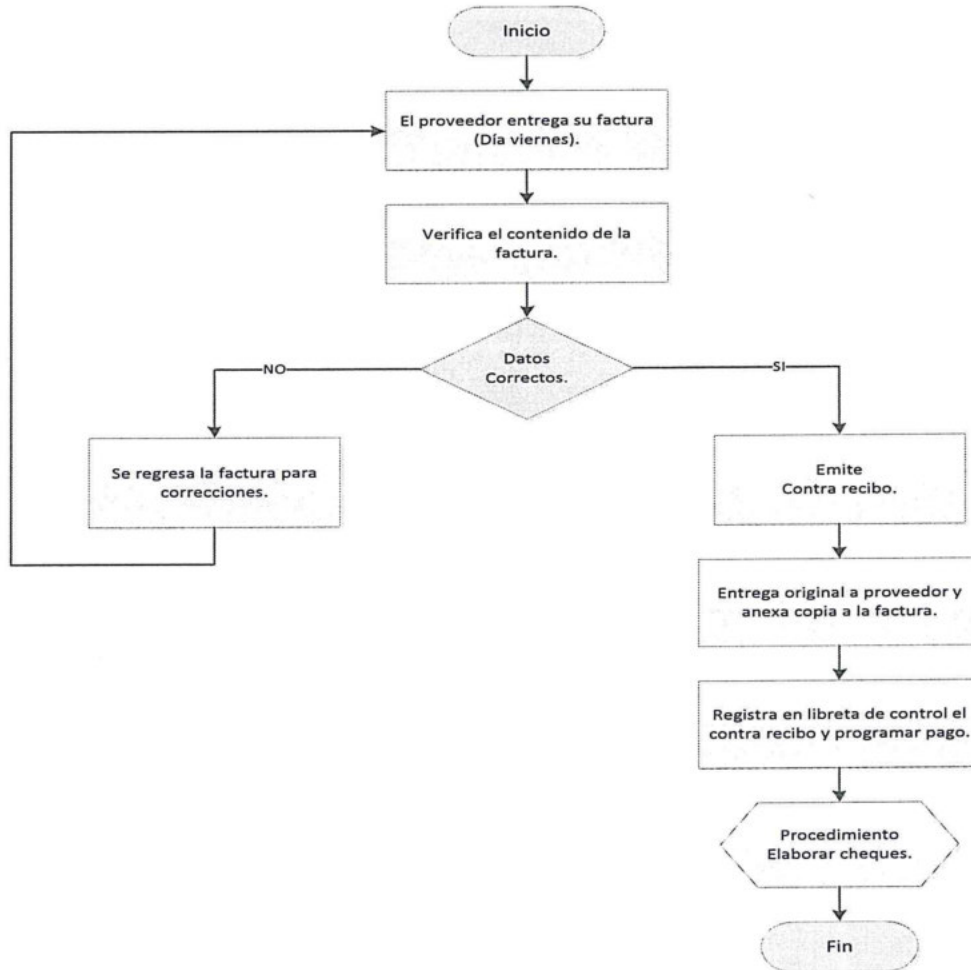 Inicio
El proveedor entrega su factura
(Día viernes).
Verifica el contenido de la
factura.
Datos
Correctos.
NO
SI
Se regresa la factura para
correcciones.
Emite
Contra recibo.
Entrega original a proveedor y
anexa copia a la factura.
Registra en libreta de control el
contra recibo y programar pago.
Procedimiento
Elaborar cheques.
Fin